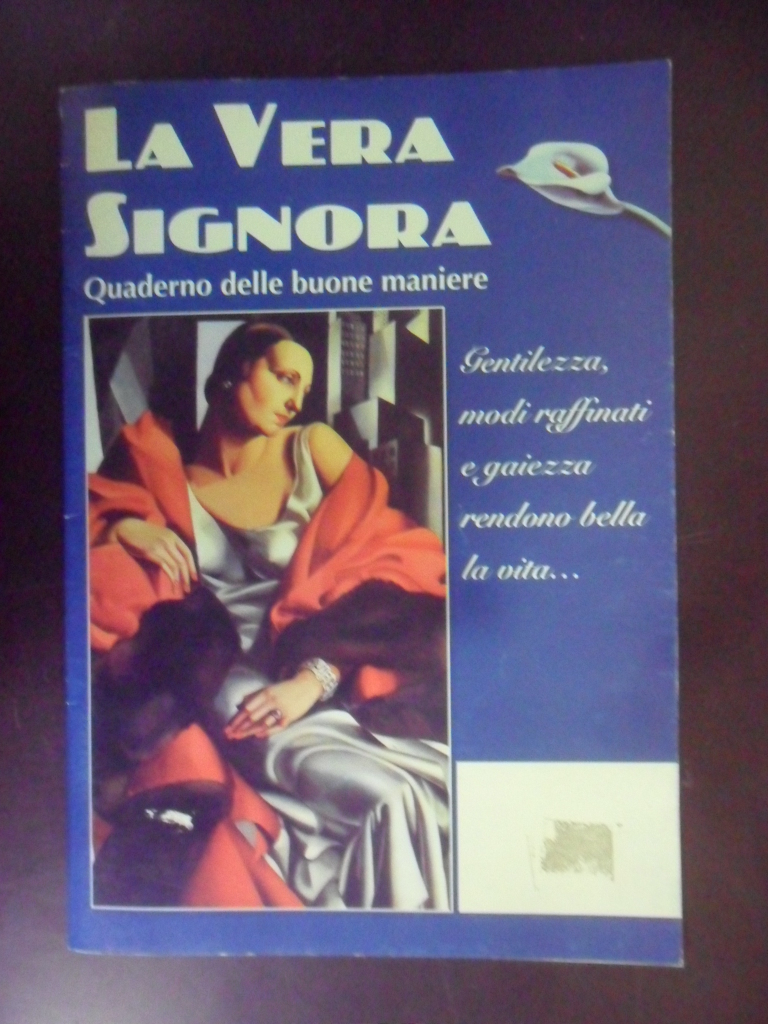 LA VERA
SIGNORA
Quaderno delle buone maniere
Gentilezza,
modi raffinati
e gaiezza
rendono bella
la vita...